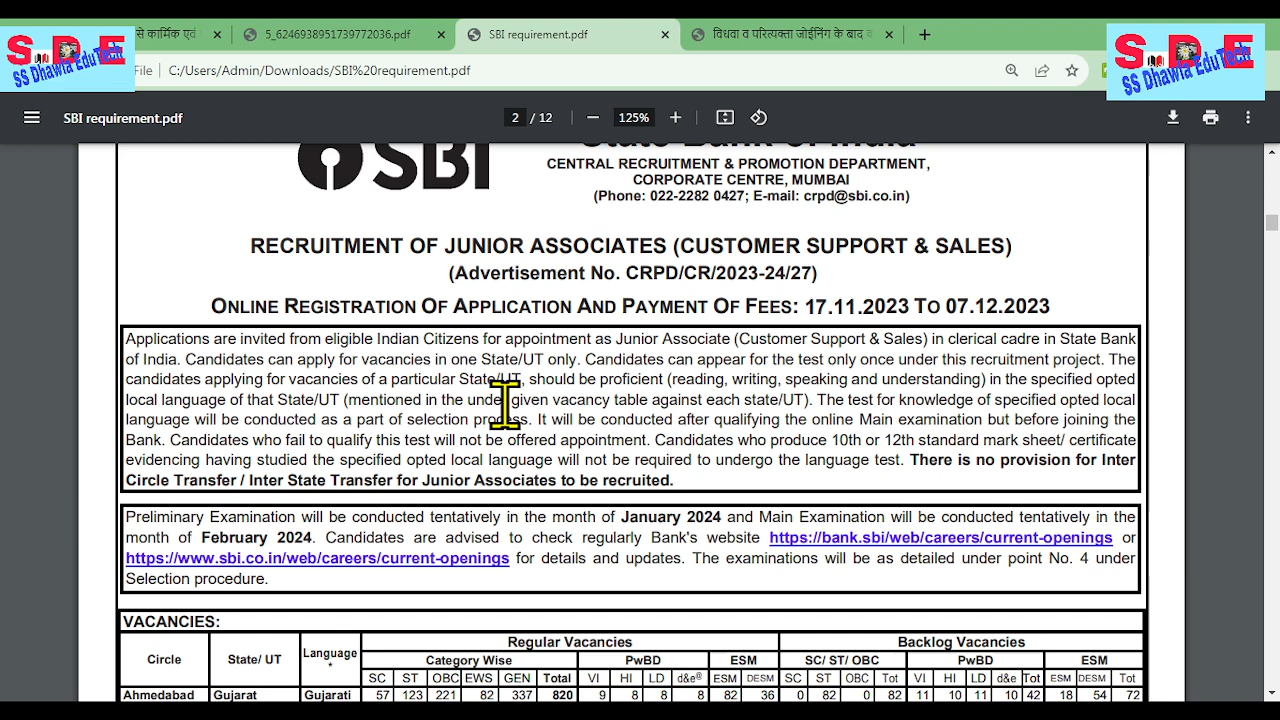 से कार्मिक एवं
5_6246938951739772036.pdf
SBI requirement.pdf
विधवा व परित्यक्ता जोईनिंग के बाद
S D E
SS Dhawla EduTech
S D E
SS Dhawla EduTech
File C:/Users/Admin/Downloads/SBI%20requirement.pdf
SBI requirement.pdf
2 / 12
125%
SBI
State Bank of India
CENTRAL RECRUITMENT & PROMOTION DEPARTMENT,
CORPORATE CENTRE, MUMBAI
(Phone: 022-2282 0427; E-mail: crpd@sbi.co.in)
RECRUITMENT OF JUNIOR ASSOCIATES (CUSTOMER SUPPORT & SALES)
(Advertisement No. CRPD/CR/2023-24/27)
ONLINE REGISTRATION OF APPLICATION AND PAYMENT OF FEES: 17.11.2023 TO 07.12.2023
Applications are invited from eligible Indian Citizens for appointment as Junior Associate (Customer Support & Sales) in clerical cadre in State Bank
of India. Candidates can apply for vacancies in one State/UT only. Candidates can appear for the test only once under this recruitment project. The
candidates applying for vacancies of a particular State/UT, should be proficient (reading, writing, speaking and understanding) in the specified opted
local language of that State/UT (mentioned in the under given vacancy table against each state/UT). The test for knowledge of specified opted local
language will be conducted as a part of selection process. It will be conducted after qualifying the online Main examination but before joining the
Bank. Candidates who fail to qualify this test will not be offered appointment. Candidates who produce 10th or 12th standard mark sheet/ certificate
evidencing having studied the specified opted local language will not be required to undergo the language test. There is no provision for Inter
Circle Transfer / Inter State Transfer for Junior Associates to be recruited.
Preliminary Examination will be conducted tentatively in the month of January 2024 and Main Examination will be conducted tentatively in the
month of February 2024. Candidates are advised to check regularly Bank's website https://bank.sbi/web/careers/current-openings or
https://www.sbi.co.in/web/careers/current-openings for details and updates. The examinations will be as detailed under point No. 4 under
Selection procedure.
VACANCIES:
Circle State/ UT Language * Regular Vacancies Backlog Vacancies
Category Wise PwBD ESM SC/ ST/ OBC PwBD ESM
SC ST OBC EWS GEN Total VI HI LD d&e@ ESM DESM SC ST OBC Tot VI HI LD d&e Tot ESM DESM Tot
Ahmedabad Gujarat Gujarati 57 123 221 82 337 820 9 8 8 8 82 36 0 82 0 82 11 10 11 10 42 18 54 72